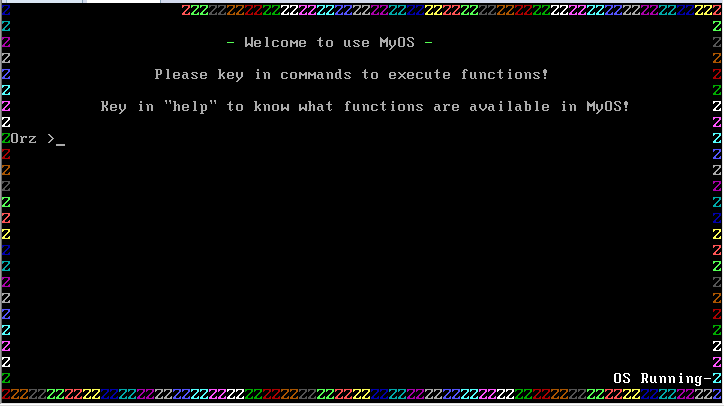 - Welcome to use MyOS -
Please key in commands to execute functions!
Key in "help" to know what functions are available in MyOS!
Orz >_
OS Running-